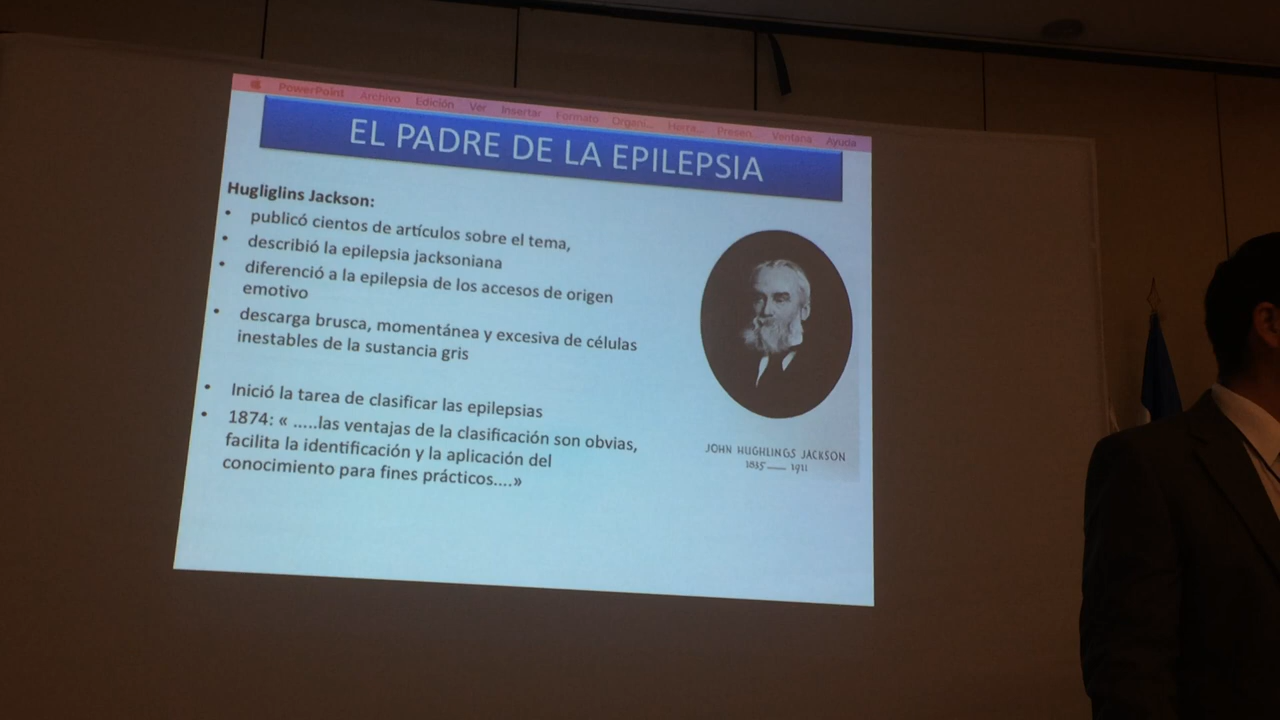 PowerPoint Archivo Edición Ver Insertar Formato Organi... Herra... Presen... Ventana Ayuda
EL PADRE DE LA EPILEPSIA
Hugliglins Jackson:
• publicó cientos de artículos sobre el tema,
• describió la epilepsia jacksoniana
• diferenció a la epilepsia de los accesos de origen
emotivo
• descarga brusca, momentánea y excesiva de células
inestables de la sustancia gris
• Inició la tarea de clasificar las epilepsias
• 1874: « .....las ventajas de la clasificación son obvias,
facilita la identificación y la aplicación del
conocimiento para fines prácticos....»
JOHN HUGHLINGS JACKSON
1835 — 1911